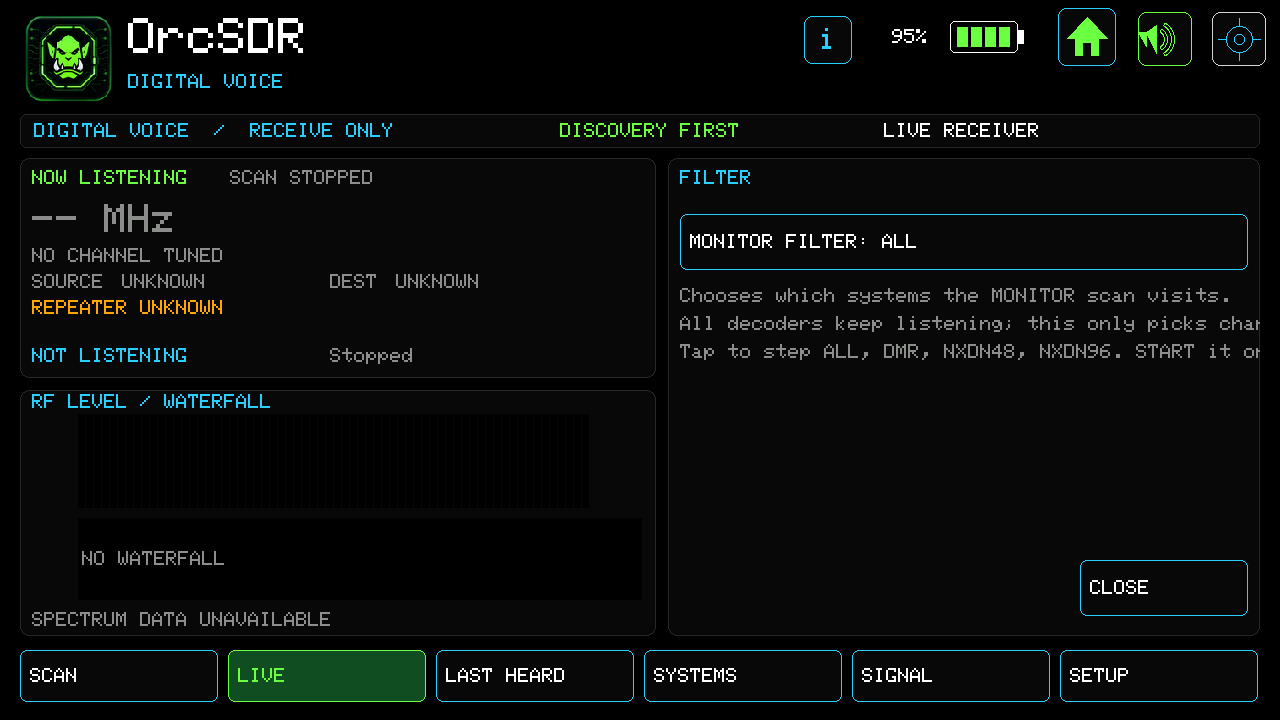 OrcSDR
DIGITAL VOICE
i
95%
DIGITAL VOICE / RECEIVE ONLY
DISCOVERY FIRST
LIVE RECEIVER
NOW LISTENING
SCAN STOPPED
-- MHz
NO CHANNEL TUNED
SOURCE UNKNOWN
DEST UNKNOWN
REPEATER UNKNOWN
NOT LISTENING
Stopped
RF LEVEL / WATERFALL
NO WATERFALL
SPECTRUM DATA UNAVAILABLE
FILTER
MONITOR FILTER: ALL
Chooses which systems the MONITOR scan visits.
All decoders keep listening; this only picks
Tap to step ALL, DMR, NXDN48, NXDN96. START it
CLOSE
SCAN
LIVE
LAST HEARD
SYSTEMS
SIGNAL
SETUP